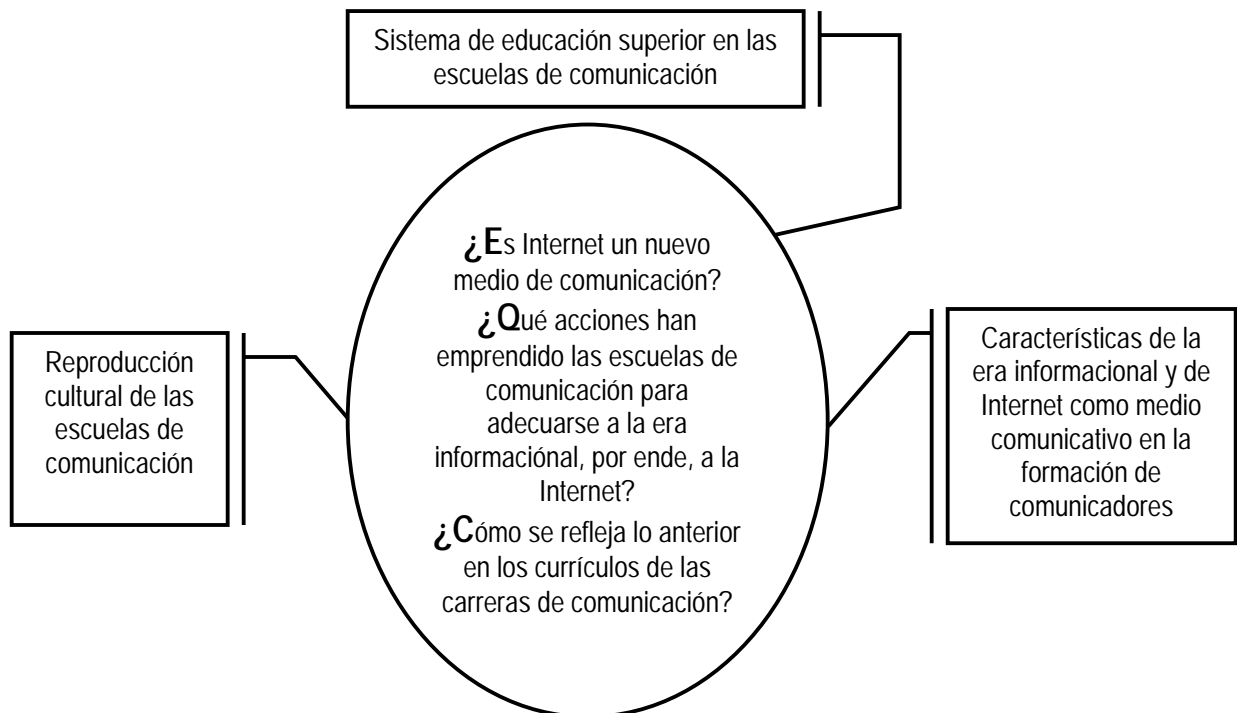 Sistema de educación superior en las
escuelas de comunicación
¿Es Internet un nuevo
medio de comunicación?
¿Qué acciones han
emprendido las escuelas de
comunicación para
adecuarse a la era
informaciónal, por ende, a la
Internet?
¿Cómo se refleja lo anterior
en los currículos de las
carreras de comunicación?
Reproducción
cultural de las
escuelas de
comunicación
Características de la
era informacional y de
Internet como medio
comunicativo en la
formación de
comunicadores